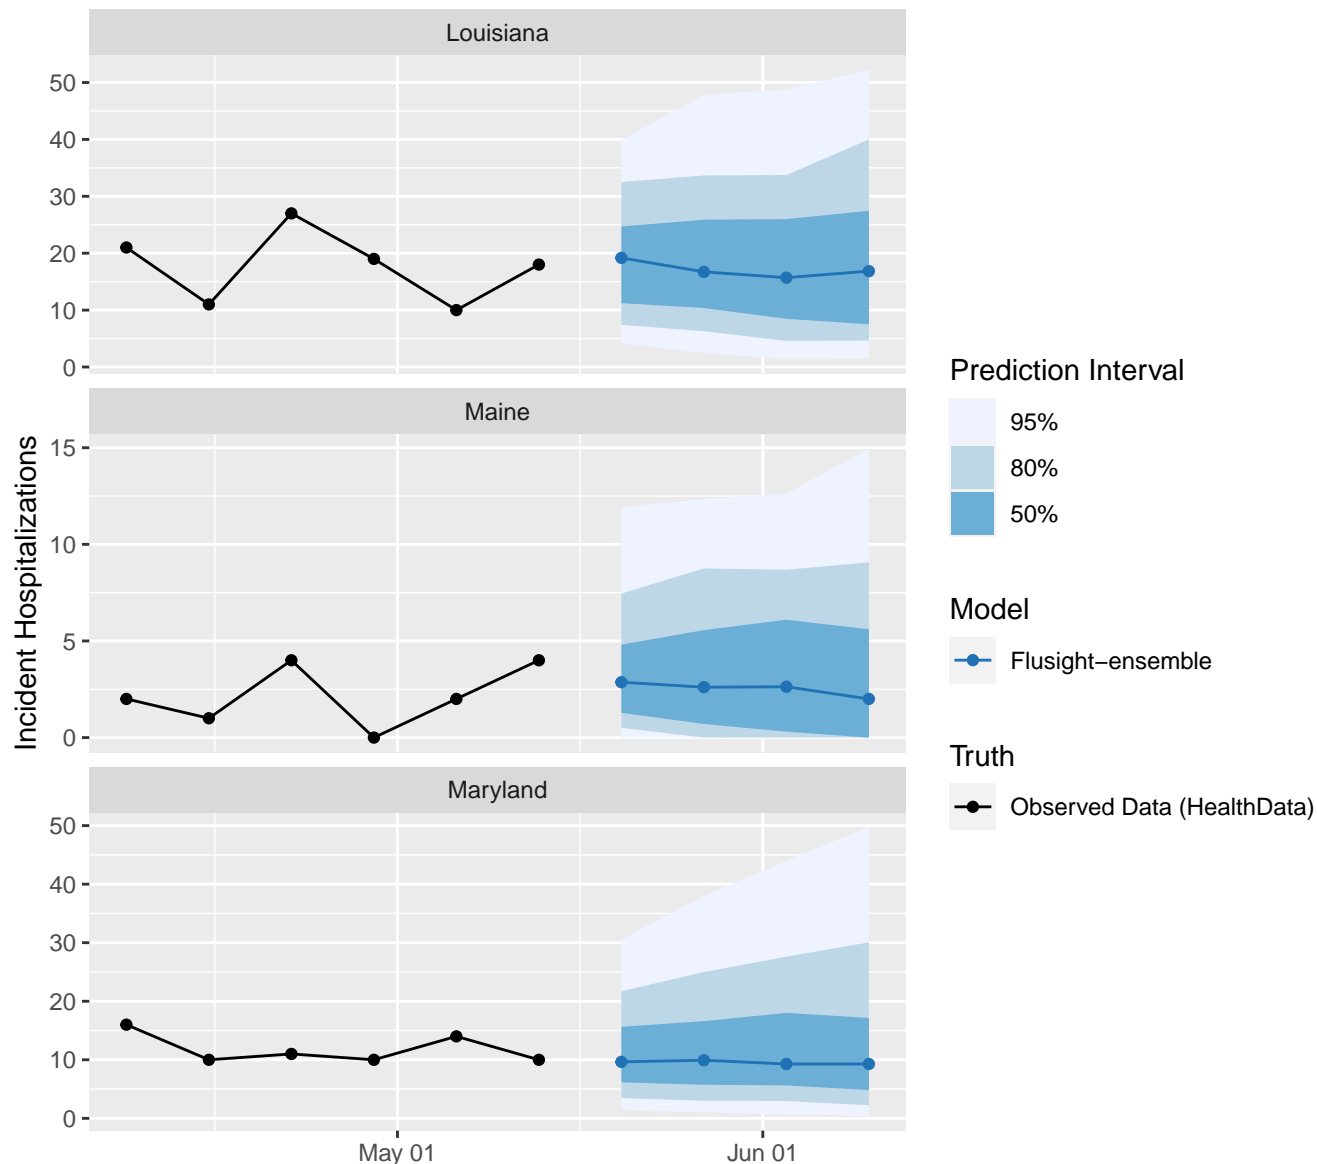 Louisiana
50
40
30
20
10
0
Maine
15
10
5
0
Maryland
50
40
30
20
10
0
May 01
Jun 01
Incident Hospitalizations
Prediction Interval
95%
80%
50%
Model
Flusight−ensemble
Truth
Observed Data (HealthData)